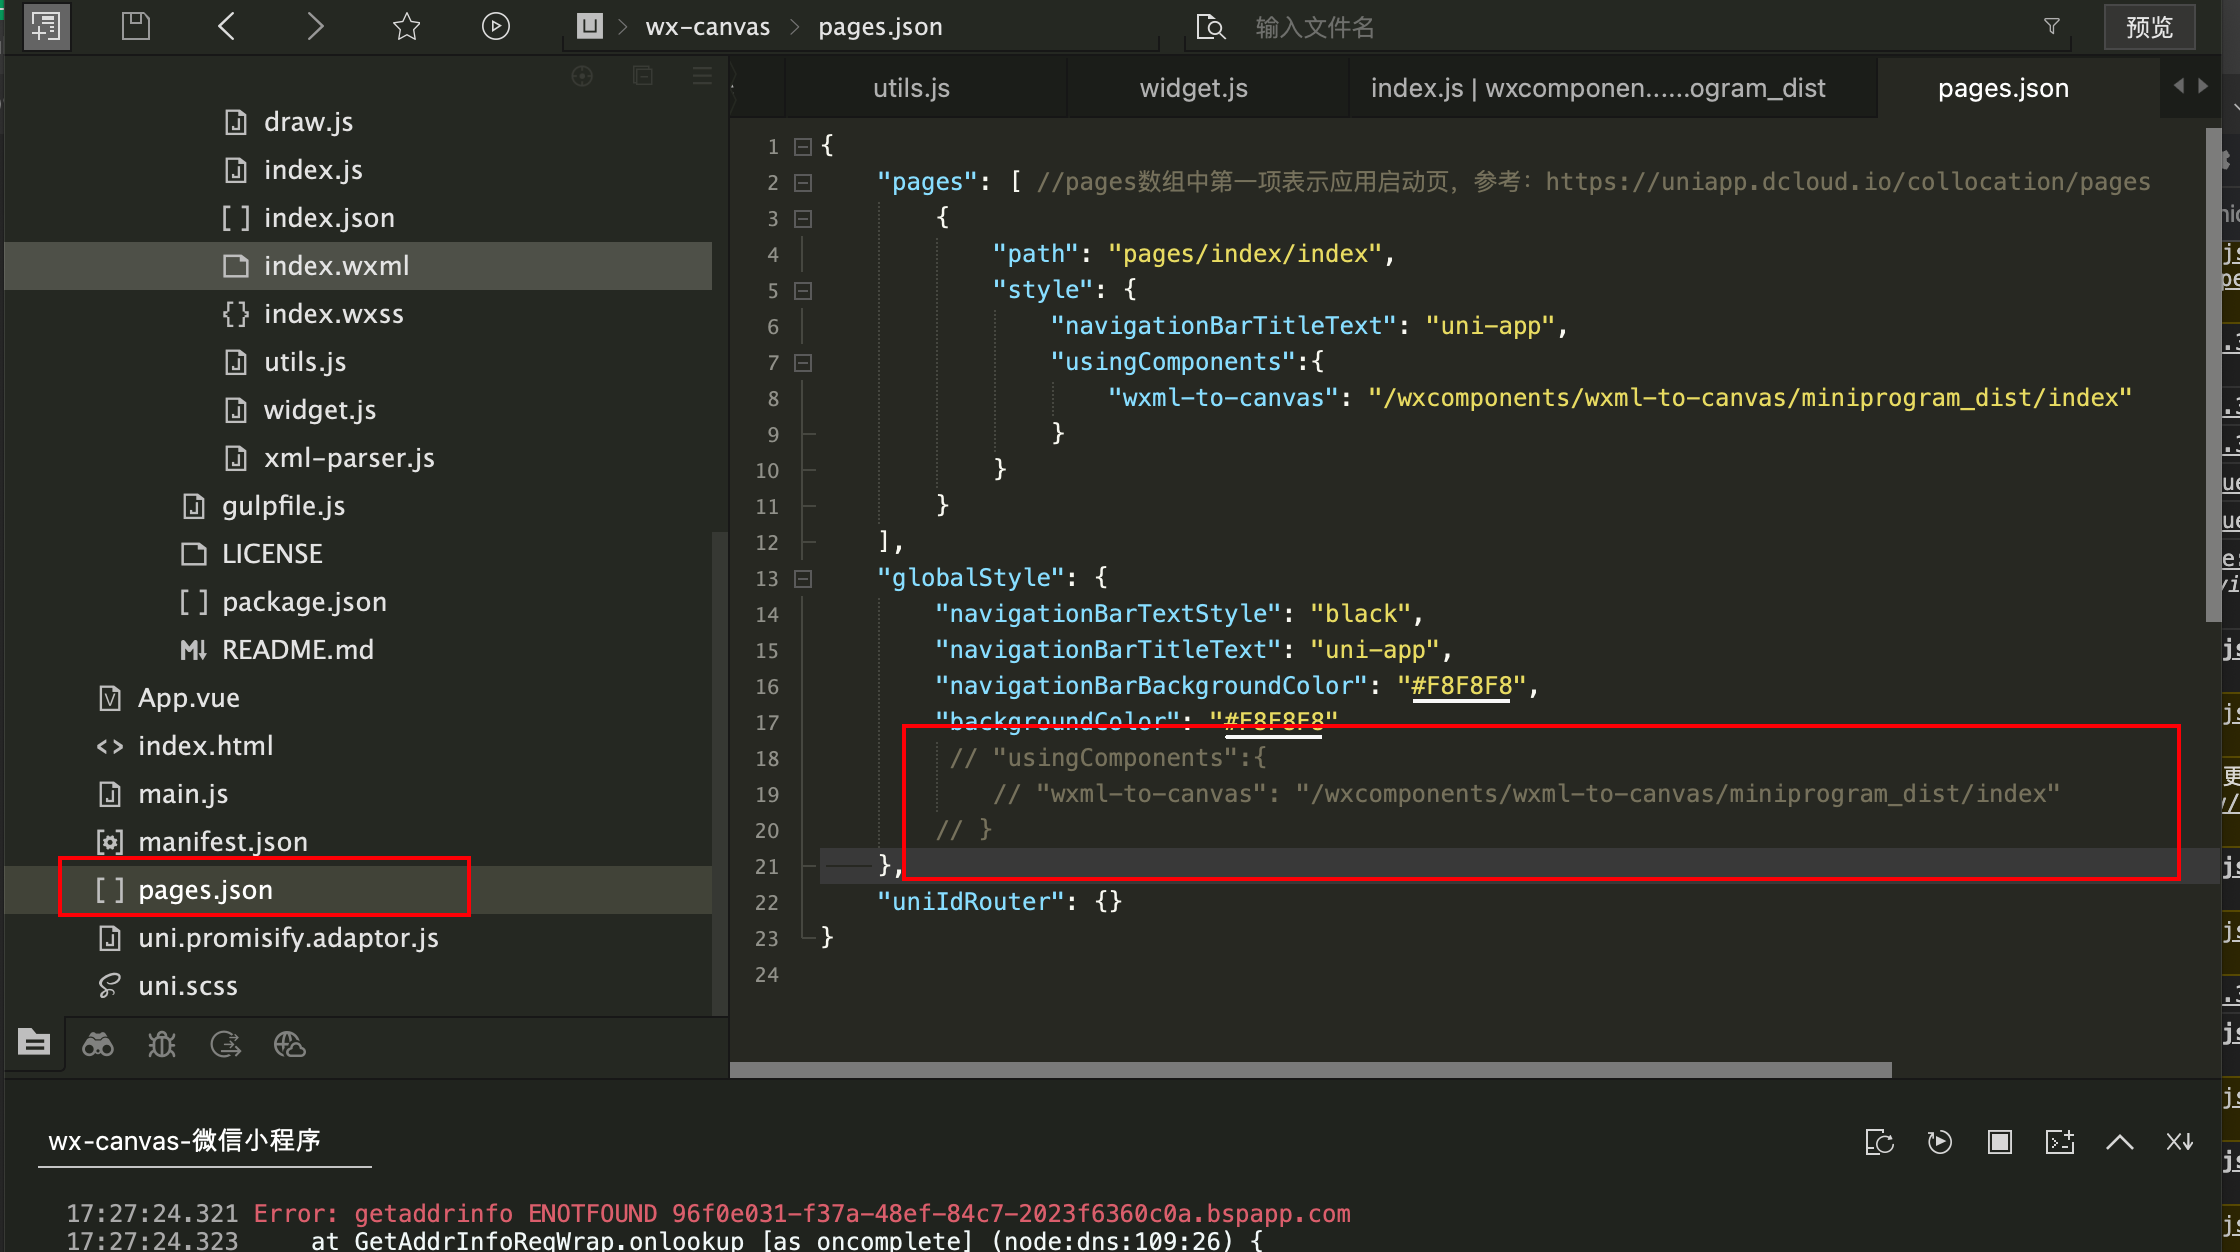 U > wx-canvas > pages.json
输入文件名
预览
utils.js
widget.js
index.js | wxcomponen......ogram_dist
pages.json
draw.js
index.js
[ ] index.json
index.wxml
{} index.wxss
utils.js
widget.js
xml-parser.js
gulpfile.js
LICENSE
[ ] package.json
M↓ README.md
App.vue
<> index.html
main.js
manifest.json
[ ] pages.json
uni.promisify.adaptor.js
uni.scss
1 {
2 "pages": [ //pages数组中第一项表示应用启动页，参考：https://uniapp.dcloud.io/collocation/pages
3 {
4 "path": "pages/index/index",
5 "style": {
6 "navigationBarTitleText": "uni-app",
7 "usingComponents":{
8 "wxml-to-canvas": "/wxcomponents/wxml-to-canvas/miniprogram_dist/index"
9 }
10 }
11 }
12 ],
13 "globalStyle": {
14 "navigationBarTextStyle": "black",
15 "navigationBarTitleText": "uni-app",
16 "navigationBarBackgroundColor": "#F8F8F8",
17 "backgroundColor": "#F8F8F8"
18 // "usingComponents":{
19 // "wxml-to-canvas": "/wxcomponents/wxml-to-canvas/miniprogram_dist/index"
20 // }
21 },
22 "uniIdRouter": {}
23 }
24
wx-canvas-微信小程序
17:27:24.321 Error: getaddrinfo ENOTFOUND 96f0e031-f37a-48ef-84c7-2023f6360c0a.bspapp.com
17:27:24.323 at GetAddrInfoReqWrap.onlookup [as oncomplete] (node:dns:109:26) {